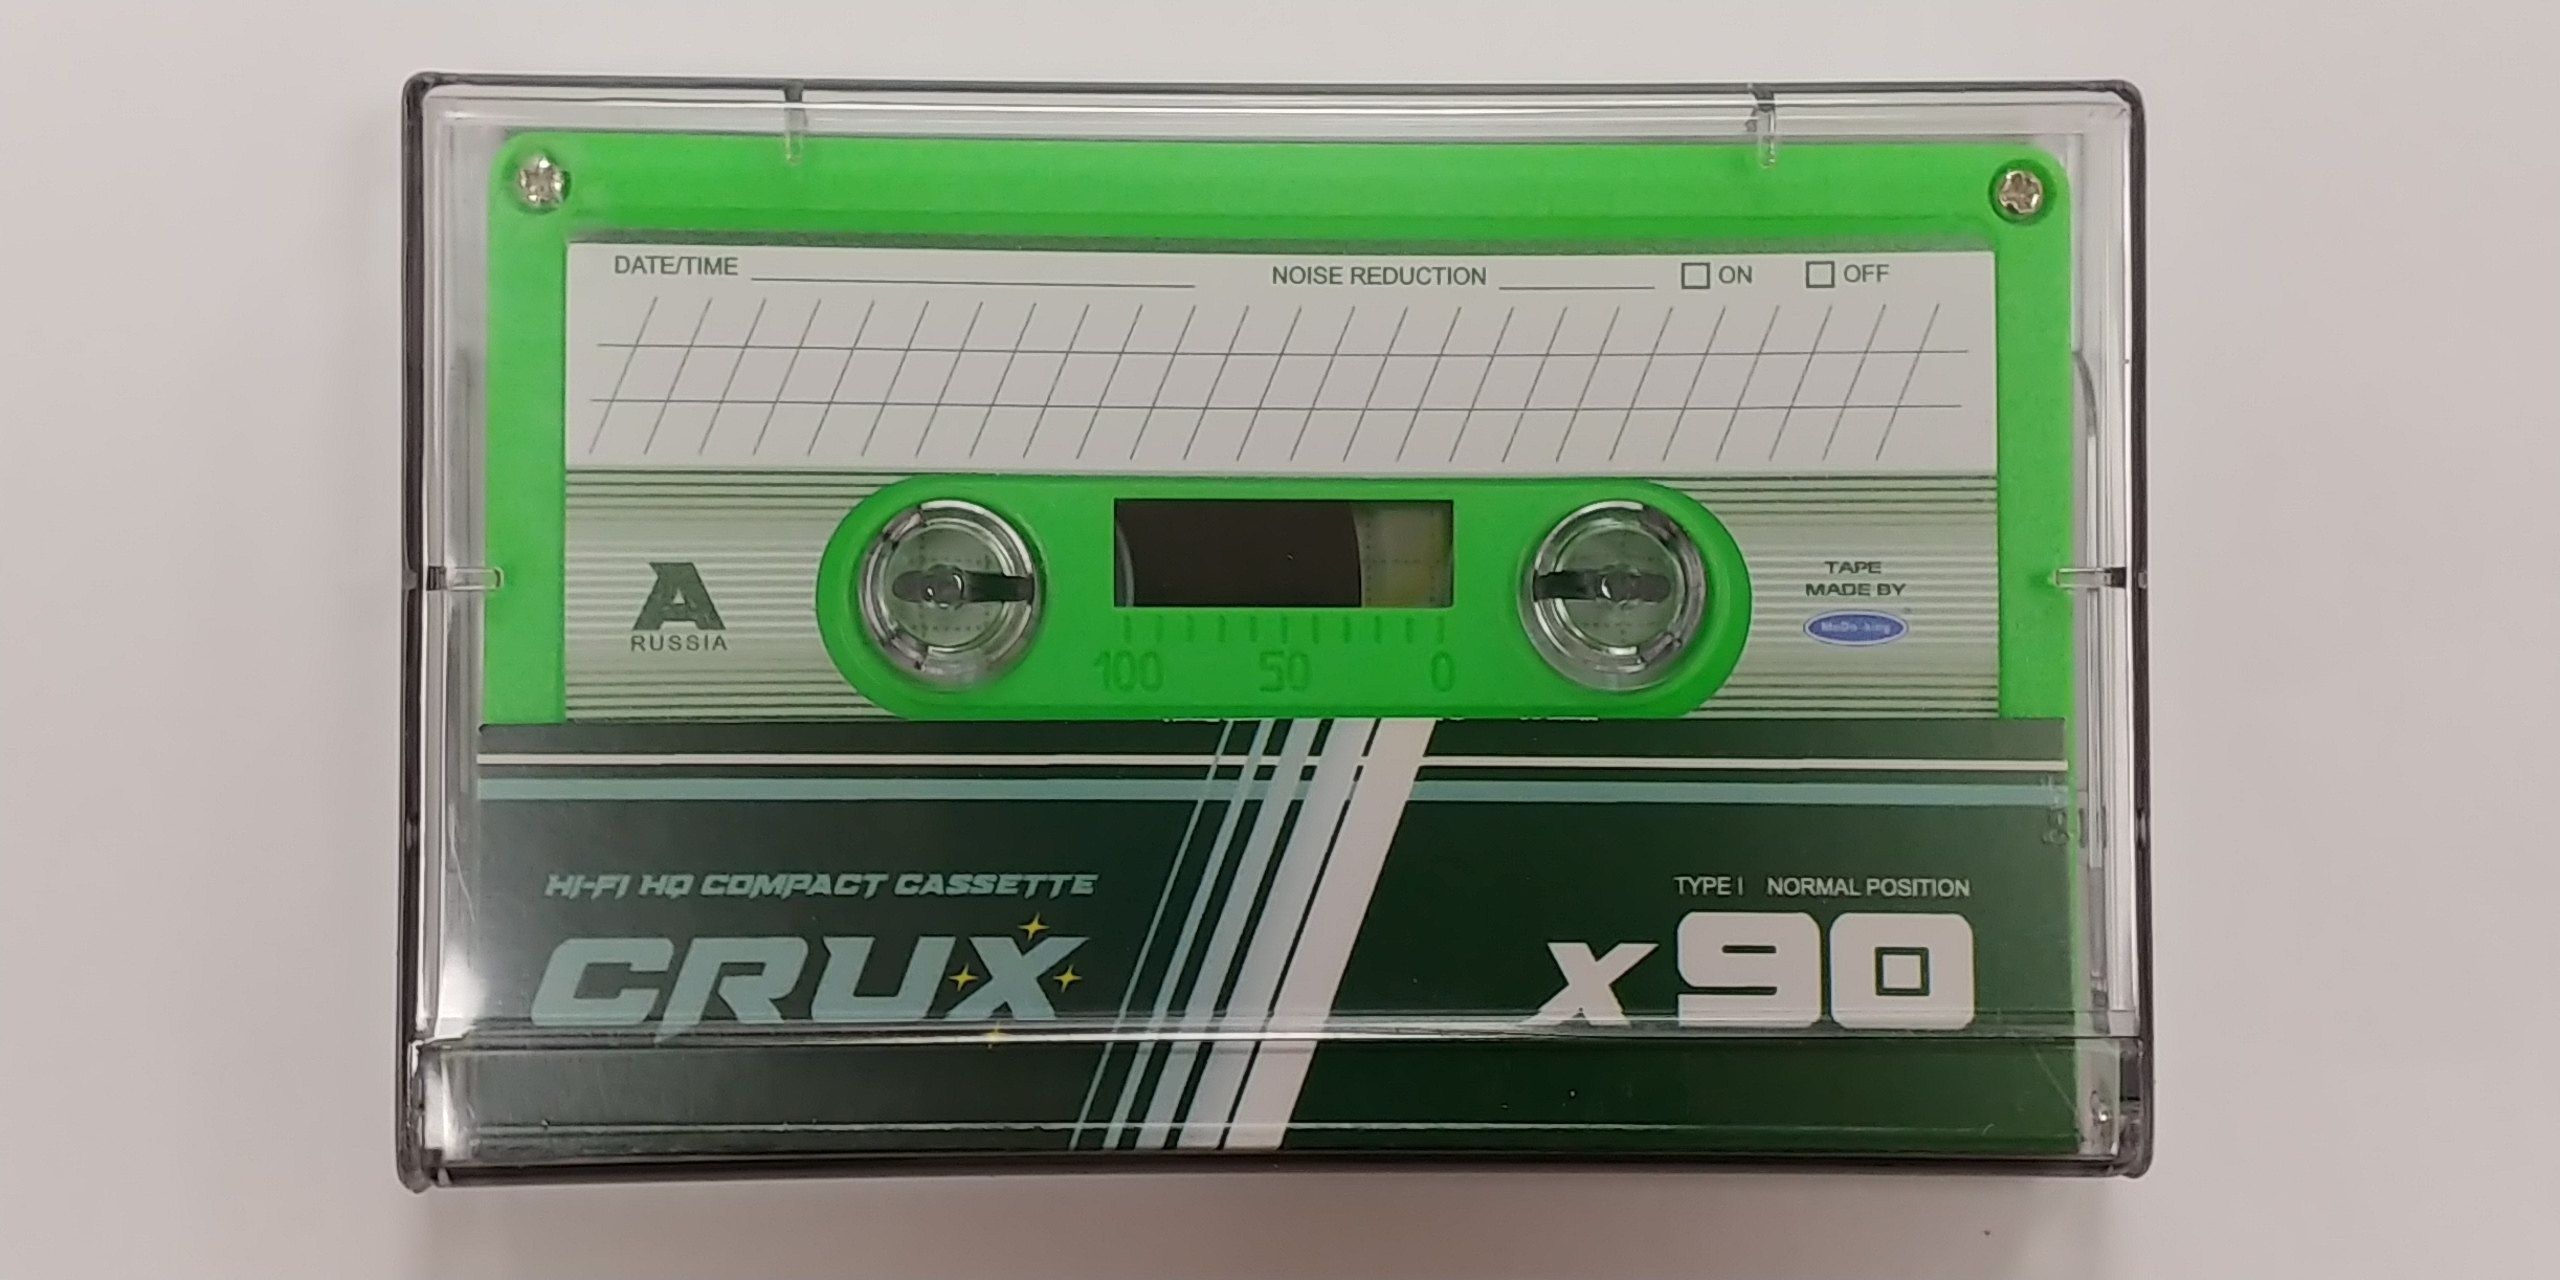 DATE/TIME NOISE REDUCTION ON OFF
A
RUSSIA
TAPE
MADE BY
100 50 0
HI-FI HQ COMPACT CASSETTE
CRUX
TYPE I NORMAL POSITION
x90